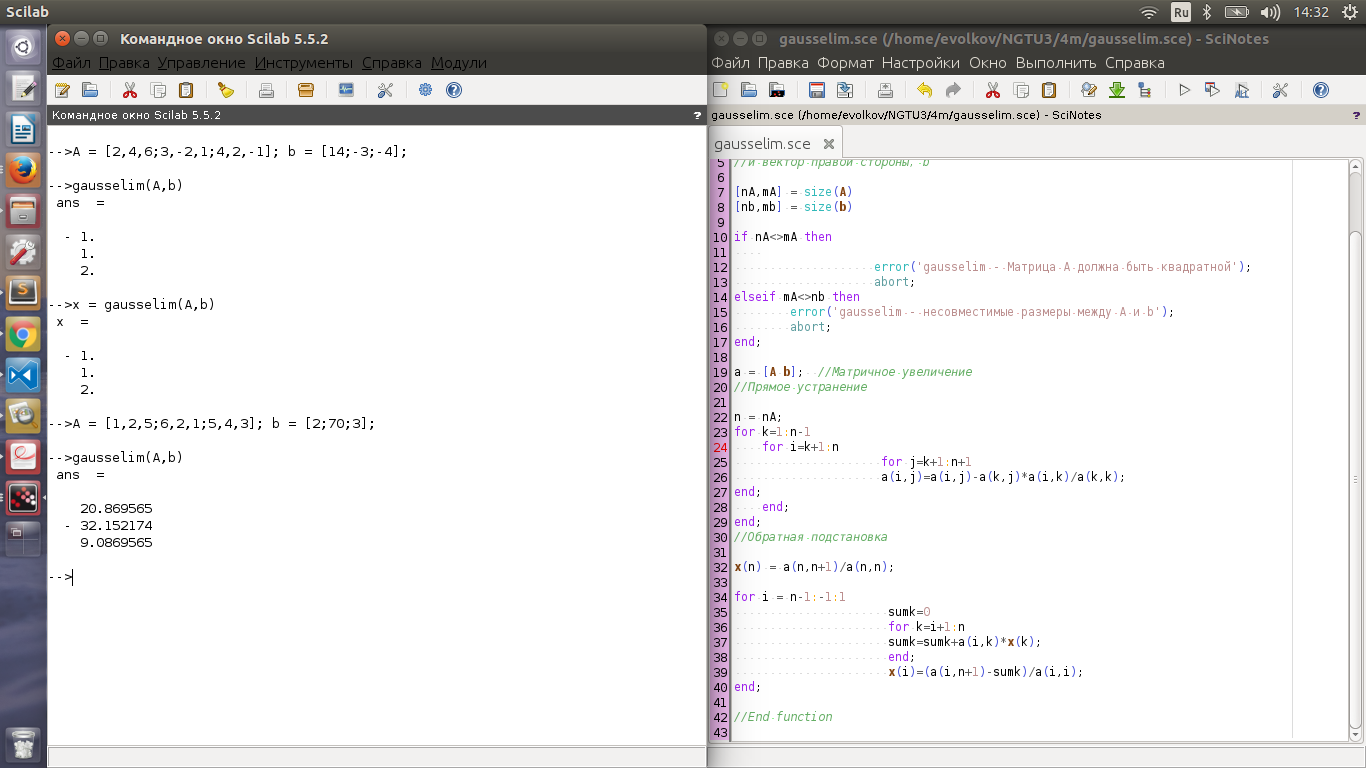 Scilab
Ru
14:32
Командное окно Scilab 5.5.2
Файл Правка Управление Инструменты Справка Модули
Командное окно Scilab 5.5.2 ?
-->A = [2,4,6;3,-2,1;4,2,-1]; b = [14;-3;-4];
-->gausselim(A,b)
ans =
- 1.
1.
2.
-->x = gausselim(A,b)
x =
- 1.
1.
2.
-->A = [1,2,5;6,2,1;5,4,3]; b = [2;70;3];
-->gausselim(A,b)
ans =
20.869565
- 32.152174
9.0869565
-->
gausselim.sce (/home/evolkov/NGTU3/4m/gausselim.sce) - SciNotes
Файл Правка Формат Настройки Окно Выполнить Справка
gausselim.sce (/home/evolkov/NGTU3/4m/gausselim.sce) - SciNotes ?
gausselim.sce
5 //и вектор правой стороны, b
6
7 [nA,mA] = size(A)
8 [nb,mb] = size(b)
9
10 if nA<>mA then
11
12 error('gausselim - Матрица А должна быть квадратной');
13 abort;
14 elseif mA<>nb then
15 error('gausselim - несовместимые размеры между А и b');
16 abort;
17 end;
18
19 a = [A b]; //Матричное увеличение
20 //Прямое устранение
21
22 n = nA;
23 for k=1:n-1
24 for i=k+1:n
25 for j=k+1:n+1
26 a(i,j)=a(i,j)-a(k,j)*a(i,k)/a(k,k);
27 end;
28 end;
29 end;
30 //Обратная подстановка
31
32 x(n) = a(n,n+1)/a(n,n);
33
34 for i = n-1:-1:1
35 sumk=0
36 for k=i+1:n
37 sumk=sumk+a(i,k)*x(k);
38 end;
39 x(i)=(a(i,n+1)-sumk)/a(i,i);
40 end;
41
42 //End function
43